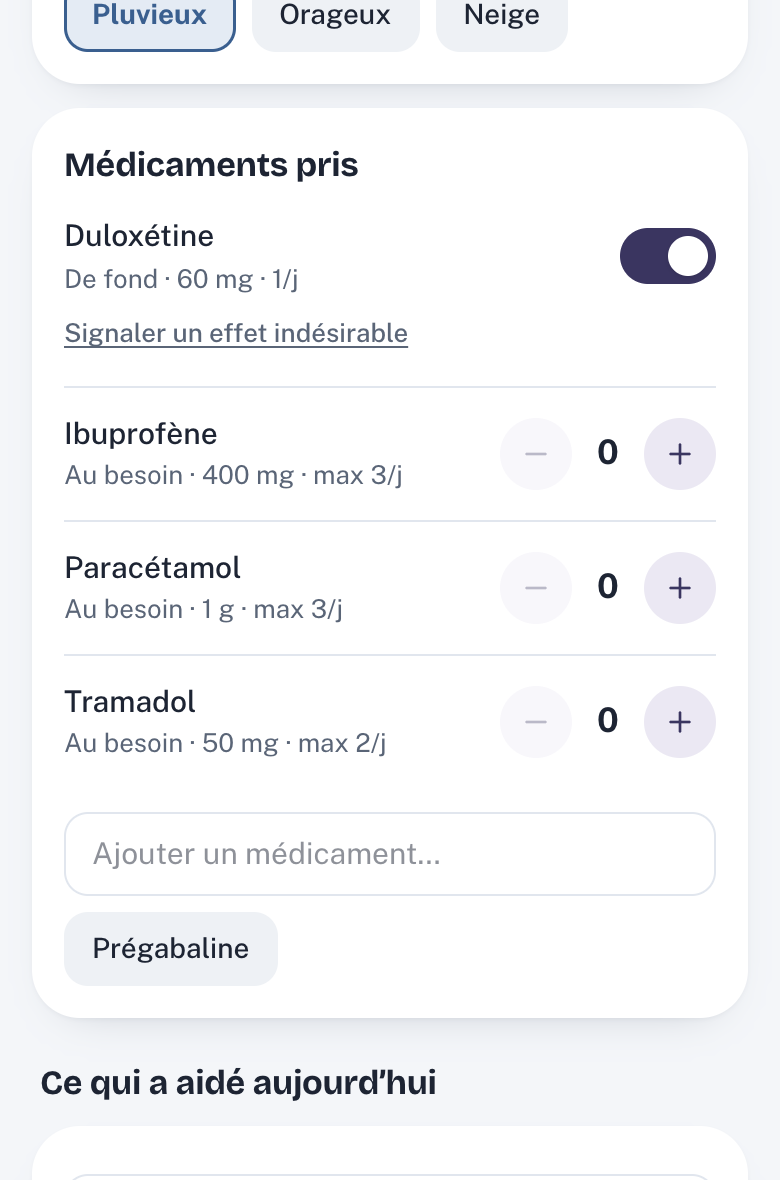 Pluvieux Orageux Neige
Médicaments pris
Duloxétine
De fond · 60 mg · 1/j
Signaler un effet indésirable
Ibuprofène
Au besoin · 400 mg · max 3/j
− 0 +
Paracétamol
Au besoin · 1 g · max 3/j
− 0 +
Tramadol
Au besoin · 50 mg · max 2/j
− 0 +
Ajouter un médicament…
Prégabaline
Ce qui a aidé aujourd’hui